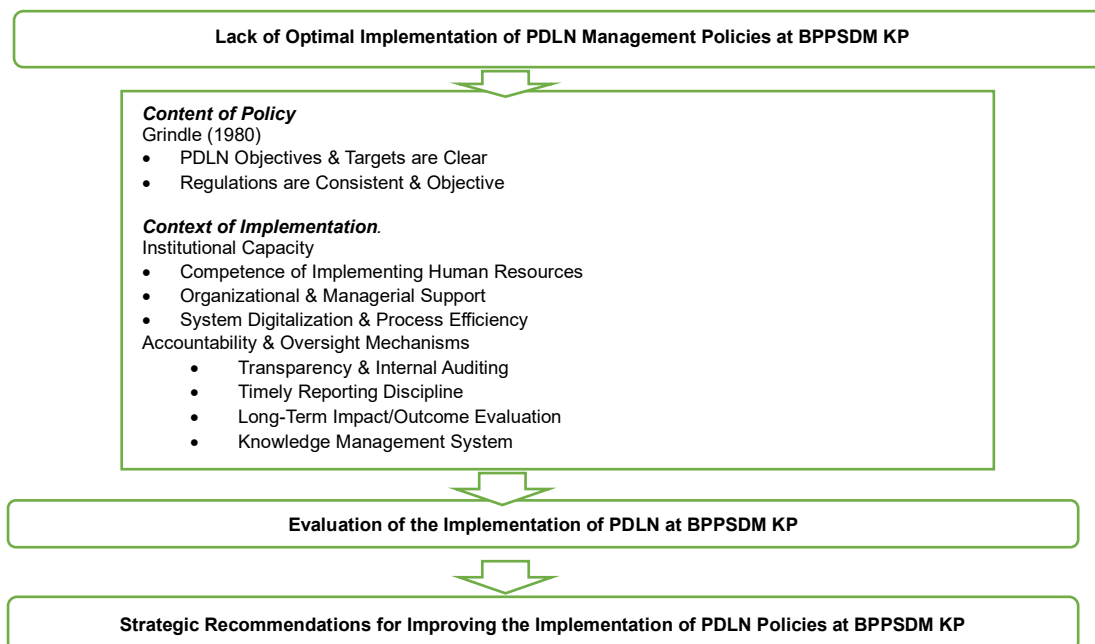 Lack of Optimal Implementation of PDLN Management Policies at BPPSDM KP
Content of Policy
Grindle (1980)
• PDLN Objectives & Targets are Clear
• Regulations are Consistent & Objective
Context of Implementation.
Institutional Capacity
• Competence of Implementing Human Resources
• Organizational & Managerial Support
• System Digitalization & Process Efficiency
Accountability & Oversight Mechanisms
• Transparency & Internal Auditing
• Timely Reporting Discipline
• Long-Term Impact/Outcome Evaluation
• Knowledge Management System
Evaluation of the Implementation of PDLN at BPPSDM KP
Strategic Recommendations for Improving the Implementation of PDLN Policies at BPPSDM KP